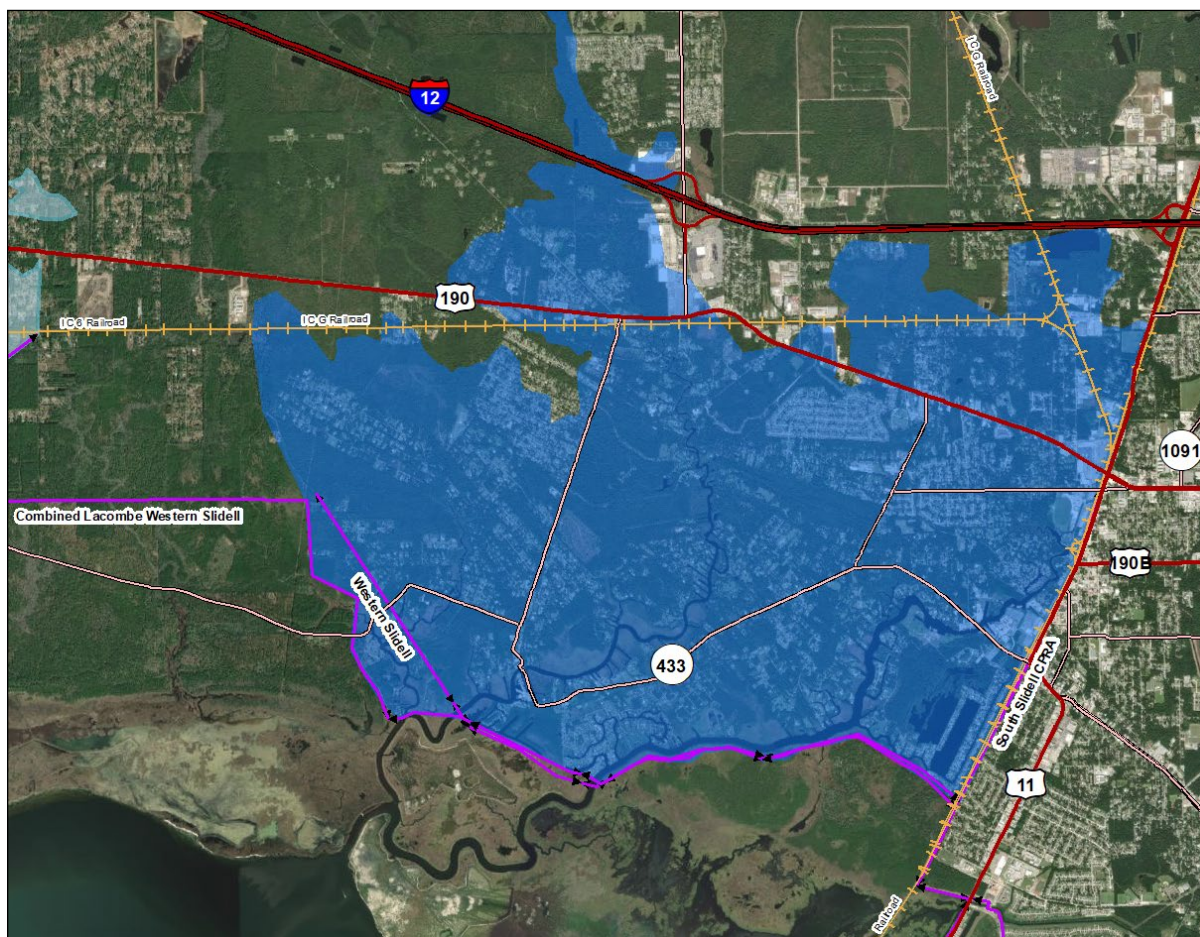 I C G Railroad
12
190
I C 6 Railroad
I C G Railroad
1091
Combined Lacombe Western Slidell
190B
Western Slidell
433
South Slidell CPRA
11
Railroad